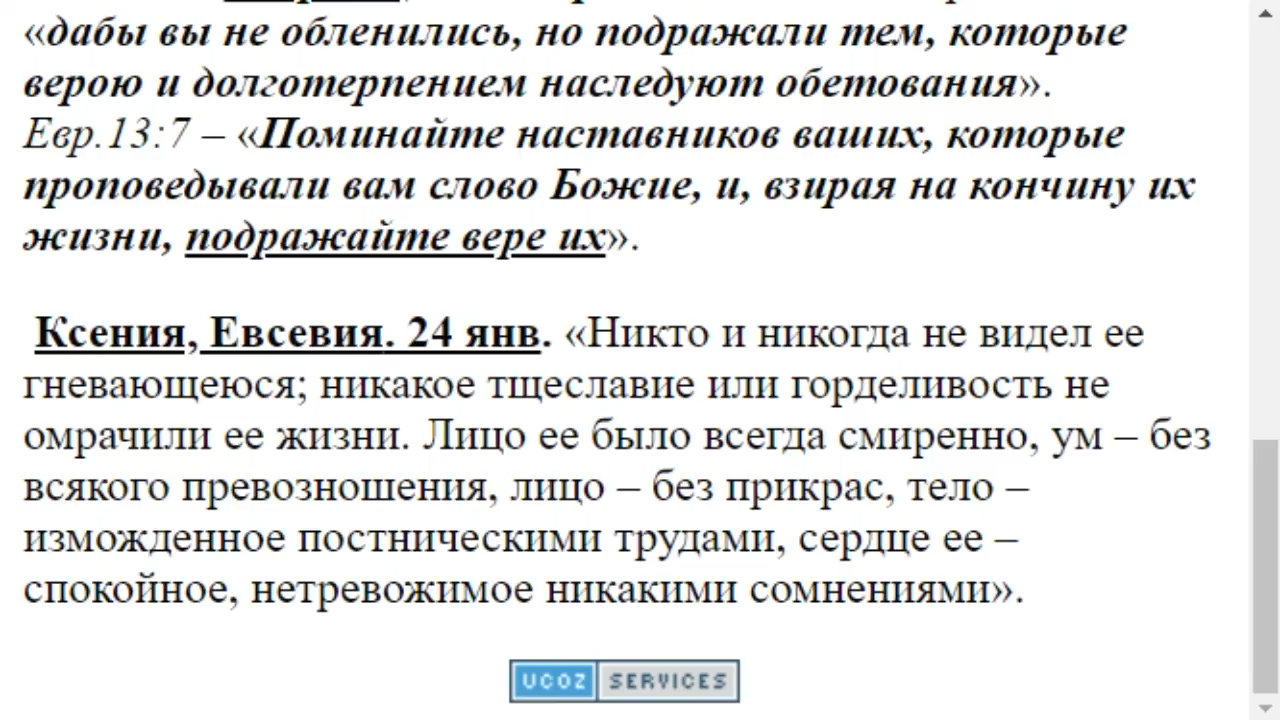 «дабы вы не обленились, но подражали тем, которые
верою и долготерпением наследуют обетования».
Евр.13:7 – «Поминайте наставников ваших, которые
проповедывали вам слово Божие, и, взирая на кончину их
жизни, подражайте вере их».
Ксения, Евсевия. 24 янв. «Никто и никогда не видел ее
гневающеюся; никакое тщеславие или горделивость не
омрачили ее жизни. Лицо ее было всегда смиренно, ум – без
всякого превозношения, лицо – без прикрас, тело –
изможденное постническими трудами, сердце ее –
спокойное, нетревожимое никакими сомнениями».
UCOZ SERVICES